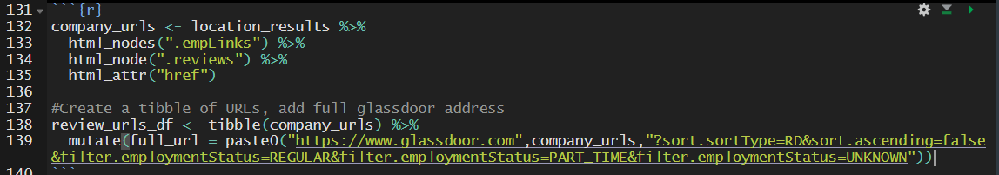 131 ```{r}
132 company_urls <- location_results %>%
133 html_nodes(".empLinks") %>%
134 html_node(".reviews") %>%
135 html_attr("href")
136
137 #Create a tibble of URLs, add full glassdoor address
138 review_urls_df <- tibble(company_urls) %>%
139 mutate(full_url = paste0("https://www.glassdoor.com",company_urls,"?sort.sortType=RD&sort.ascending=false
&filter.employmentStatus=REGULAR&filter.employmentStatus=PART_TIME&filter.employmentStatus=UNKNOWN"))
140 ```